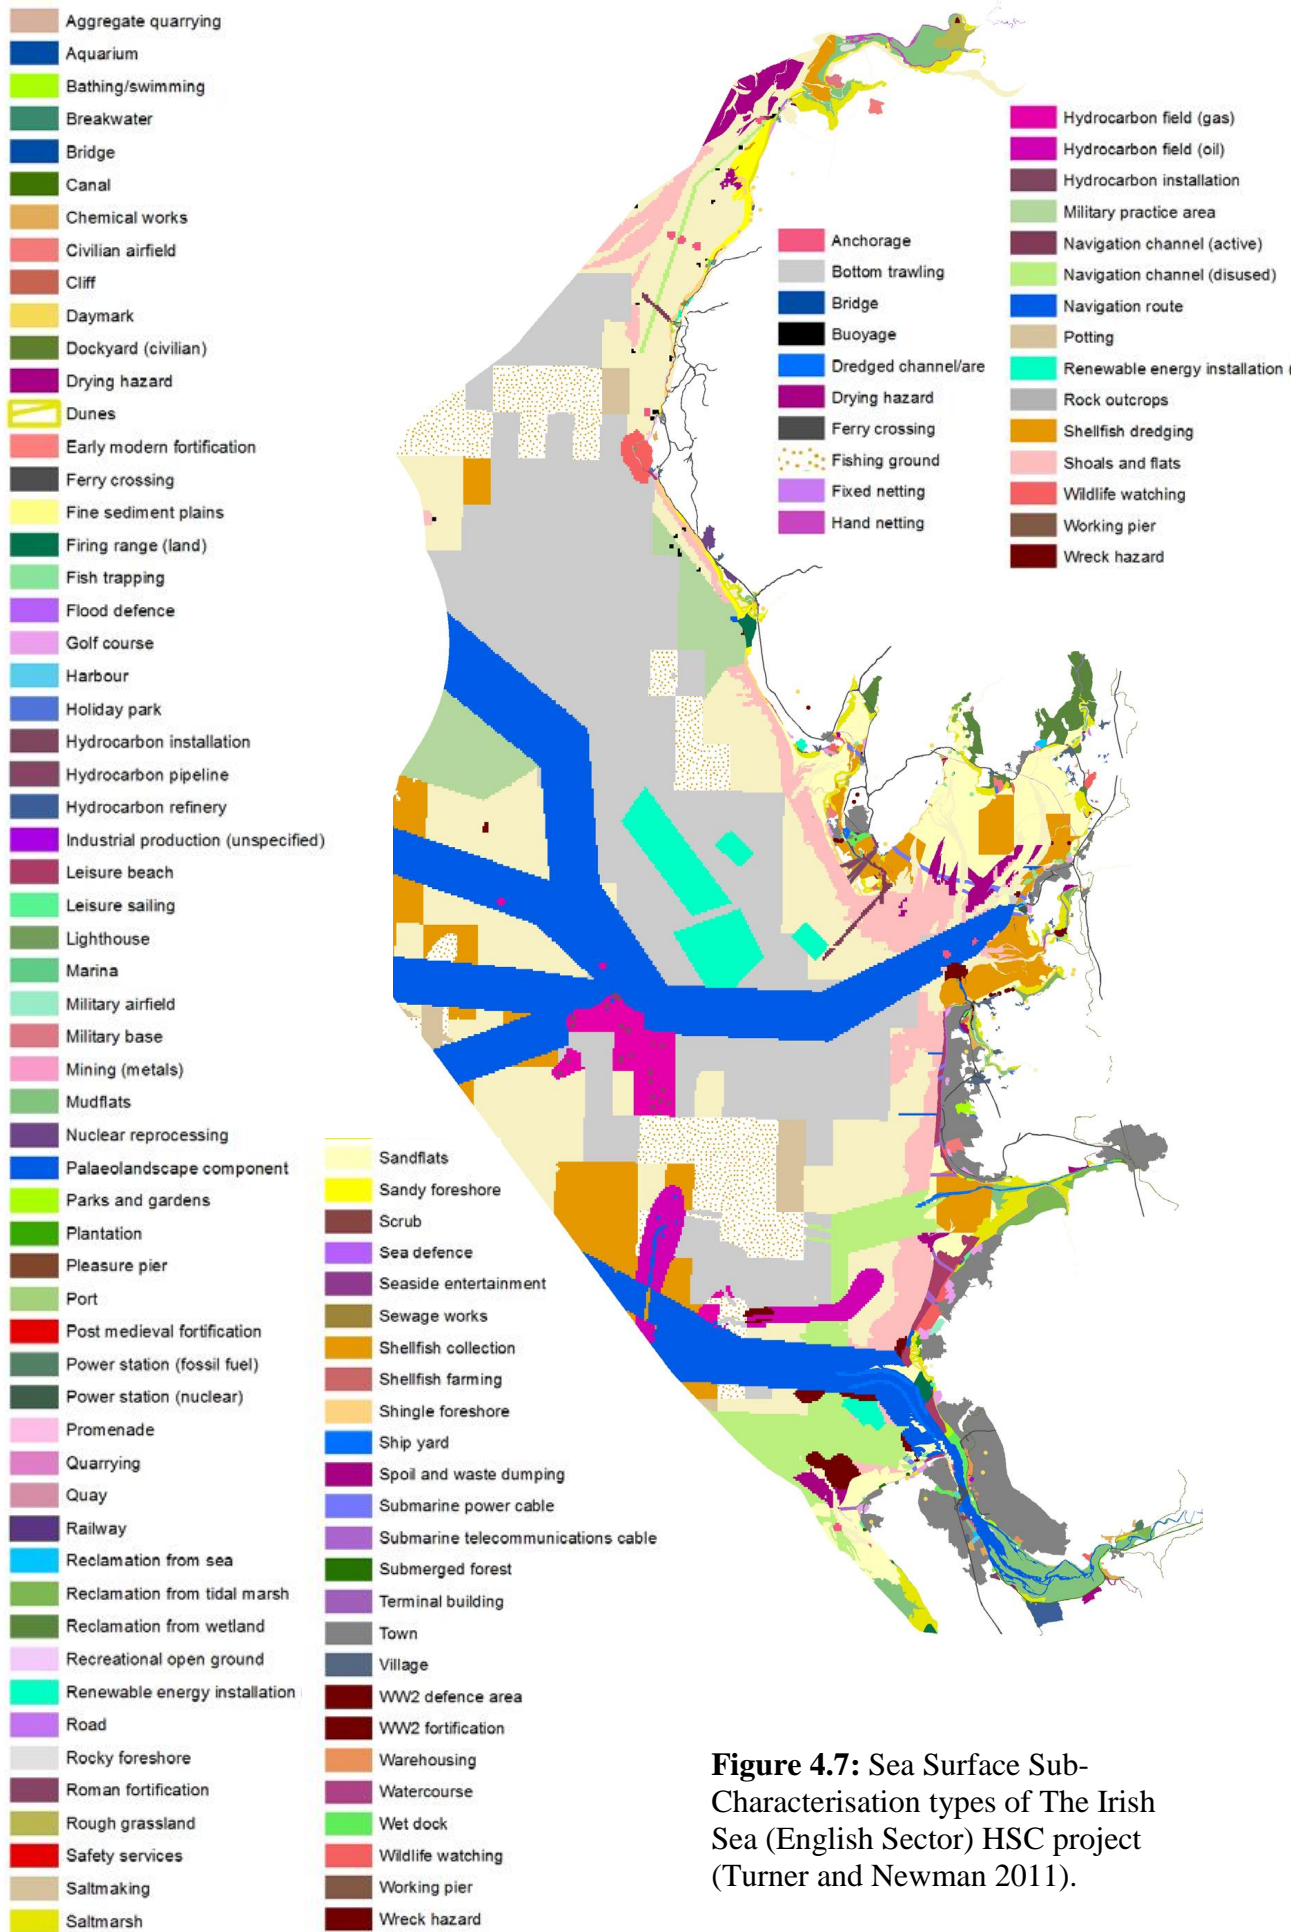 Aggregate quarrying
Aquarium
Bathing/swimming
Breakwater
Bridge
Canal
Chemical works
Civilian airfield
Cliff
Daymark
Dockyard (civilian)
Drying hazard
Dunes
Early modern fortification
Ferry crossing
Fine sediment plains
Firing range (land)
Fish trapping
Flood defence
Golf course
Harbour
Holiday park
Hydrocarbon installation
Hydrocarbon pipeline
Hydrocarbon refinery
Industrial production (unspecified)
Leisure beach
Leisure sailing
Lighthouse
Marina
Military airfield
Military base
Mining (metals)
Mudflats
Nuclear reprocessing
Palaeolandscape component
Parks and gardens
Plantation
Pleasure pier
Port
Post medieval fortification
Power station (fossil fuel)
Power station (nuclear)
Promenade
Quarrying
Quay
Railway
Reclamation from sea
Reclamation from tidal marsh
Reclamation from wetland
Recreational open ground
Renewable energy installation
Road
Rocky foreshore
Roman fortification
Rough grassland
Safety services
Saltmaking
Saltmarsh
Sandflats
Sandy foreshore
Scrub
Sea defence
Seaside entertainment
Sewage works
Shellfish collection
Shellfish farming
Shingle foreshore
Ship yard
Spoil and waste dumping
Submarine power cable
Submarine telecommunications cable
Submerged forest
Terminal building
Town
Village
WW2 defence area
WW2 fortification
Warehousing
Watercourse
Wet dock
Wildlife watching
Working pier
Wreck hazard
Anchorage
Bottom trawling
Bridge
Buoyage
Dredged channel/are
Drying hazard
Ferry crossing
Fishing ground
Fixed netting
Hand netting
Hydrocarbon field (gas)
Hydrocarbon field (oil)
Hydrocarbon installation
Military practice area
Navigation channel (active)
Navigation channel (disused)
Navigation route
Potting
Renewable energy installation (
Rock outcrops
Shellfish dredging
Shoals and flats
Wildlife watching
Working pier
Wreck hazard
Figure 4.7: Sea Surface Sub-
Characterisation types of The Irish
Sea (English Sector) HSC project
(Turner and Newman 2011).